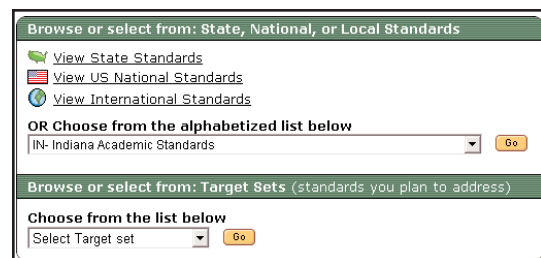 Browse or select from: State, National, or Local Standards
View State Standards
View US National Standards
View International Standards
OR Choose from the alphabetized list below
IN- Indiana Academic Standards Go
Browse or select from: Target Sets (standards you plan to address)
Choose from the list below
Select Target set Go